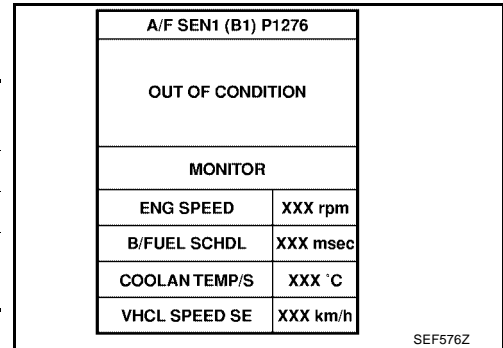 A/F SEN1 (B1) P1276
OUT OF CONDITION
MONITOR
ENG SPEED XXX rpm
B/FUEL SCHDL XXX msec
COOLAN TEMP/S XXX °C
VHCL SPEED SE XXX km/h
SEF576Z